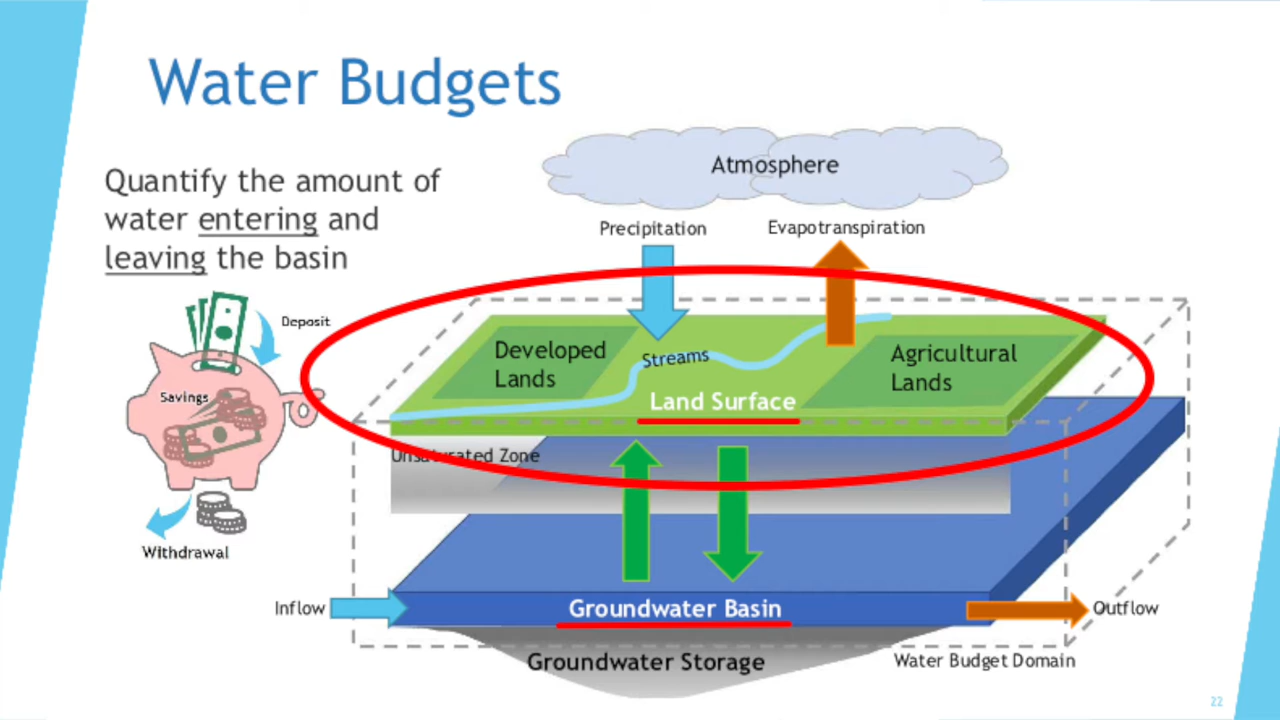 Water Budgets
Quantify the amount of
water entering and
leaving the basin
Deposit
Savings
Withdrawal
Atmosphere
Precipitation
Evapotranspiration
Developed
Lands
Streams
Agricultural
Lands
Land Surface
Unsaturated Zone
Inflow
Groundwater Basin
Outflow
Groundwater Storage
Water Budget Domain
22